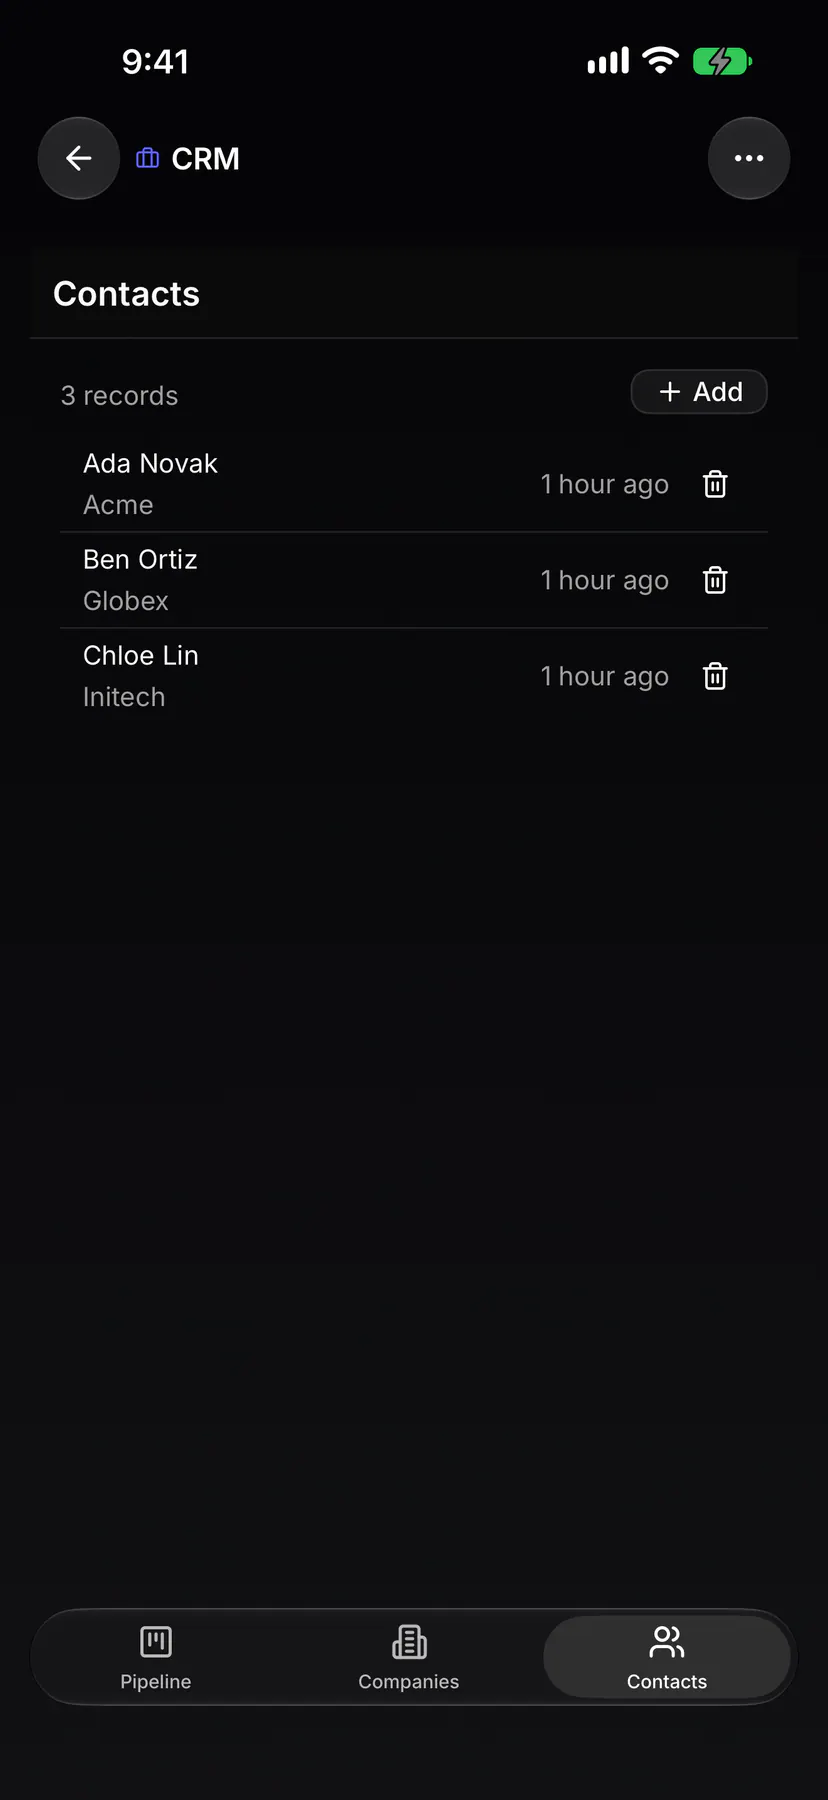 9:41
CRM
Contacts
3 records
+ Add
Ada Novak
Acme
1 hour ago
Ben Ortiz
Globex
1 hour ago
Chloe Lin
Initech
1 hour ago
Pipeline
Companies
Contacts